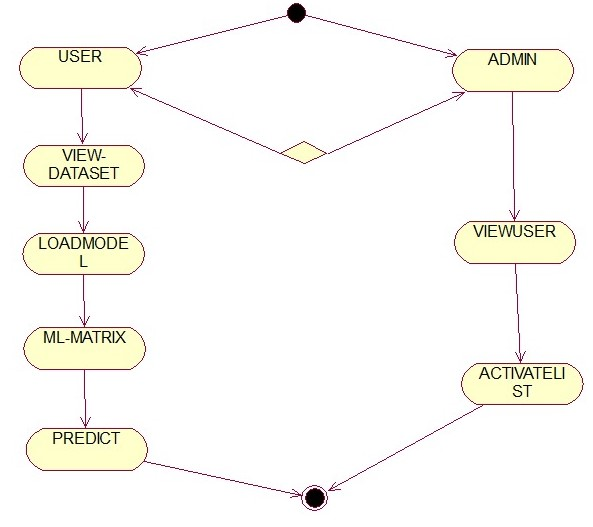 USER
ADMIN
VIEW-
DATASET
VIEWUSER
LOADMODE
L
ML-MATRIX
ACTIVATELI
ST
PREDICT